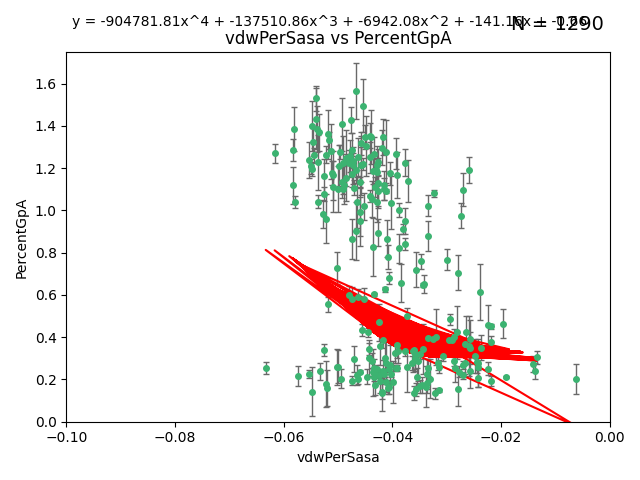 y = -904781.81x^4 + -137510.86x^3 + -6942.08x^2 + -141.16x + -0.66
N = 1290
vdwPerSasa vs PercentGpA
PercentGpA
1.6
1.4
1.2
1.0
0.8
0.6
0.4
0.2
0.0
−0.10 −0.08 −0.06 −0.04 −0.02 0.00
vdwPerSasa